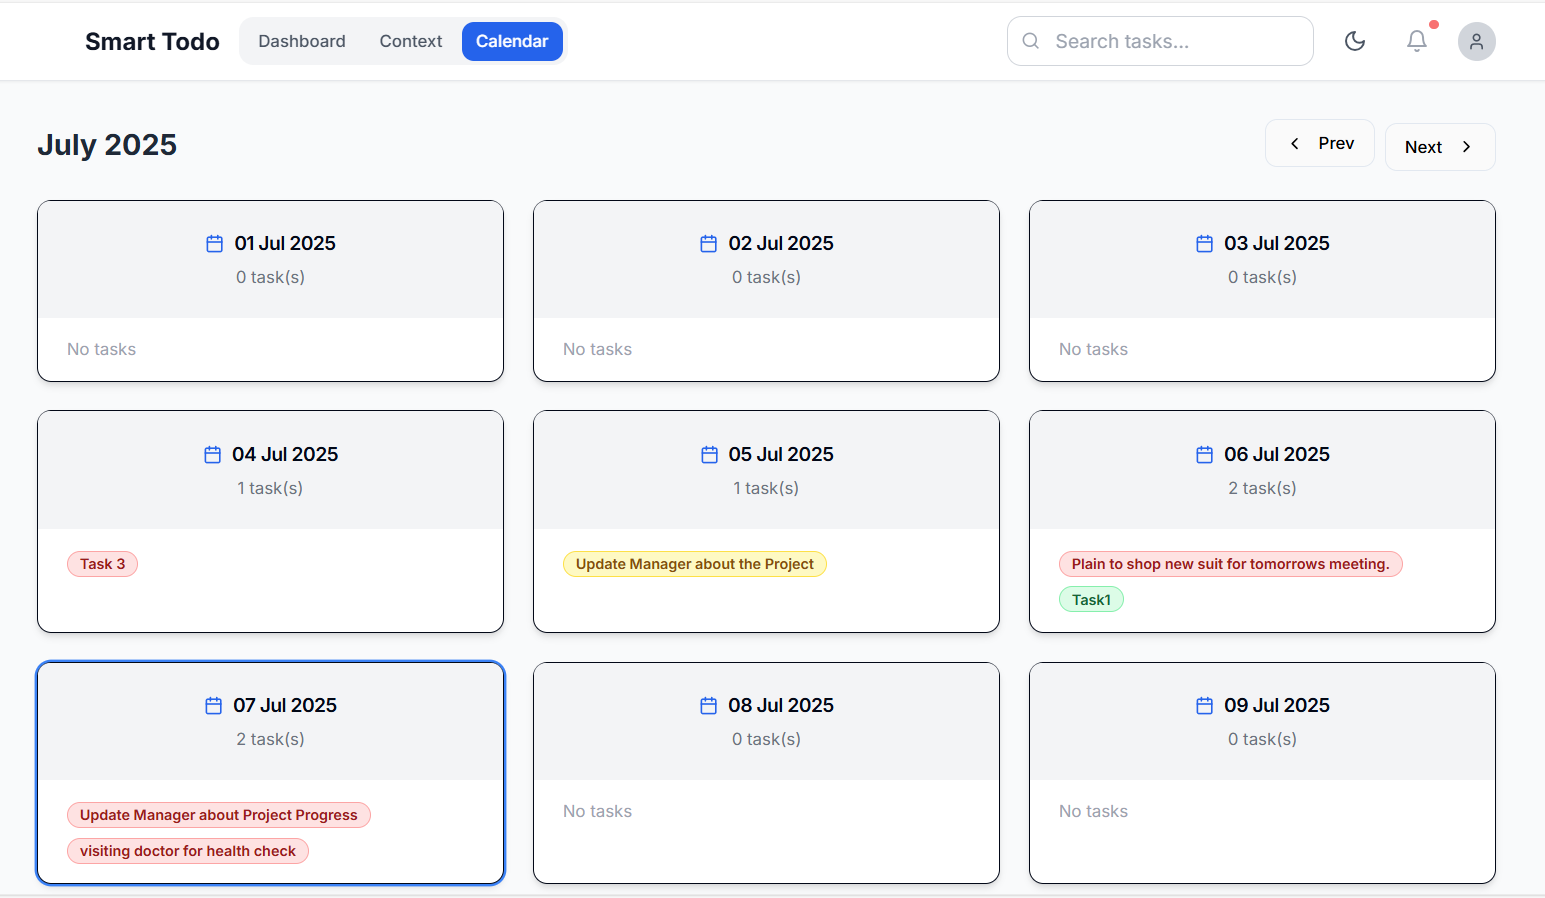 Smart Todo
Dashboard
Context
Calendar
Search tasks...
July 2025
Prev
Next
01 Jul 2025
0 task(s)
No tasks
02 Jul 2025
0 task(s)
No tasks
03 Jul 2025
0 task(s)
No tasks
04 Jul 2025
1 task(s)
Task 3
05 Jul 2025
1 task(s)
Update Manager about the Project
06 Jul 2025
2 task(s)
Plain to shop new suit for tomorrows meeting.
Task1
07 Jul 2025
2 task(s)
Update Manager about Project Progress
visiting doctor for health check
08 Jul 2025
0 task(s)
No tasks
09 Jul 2025
0 task(s)
No tasks